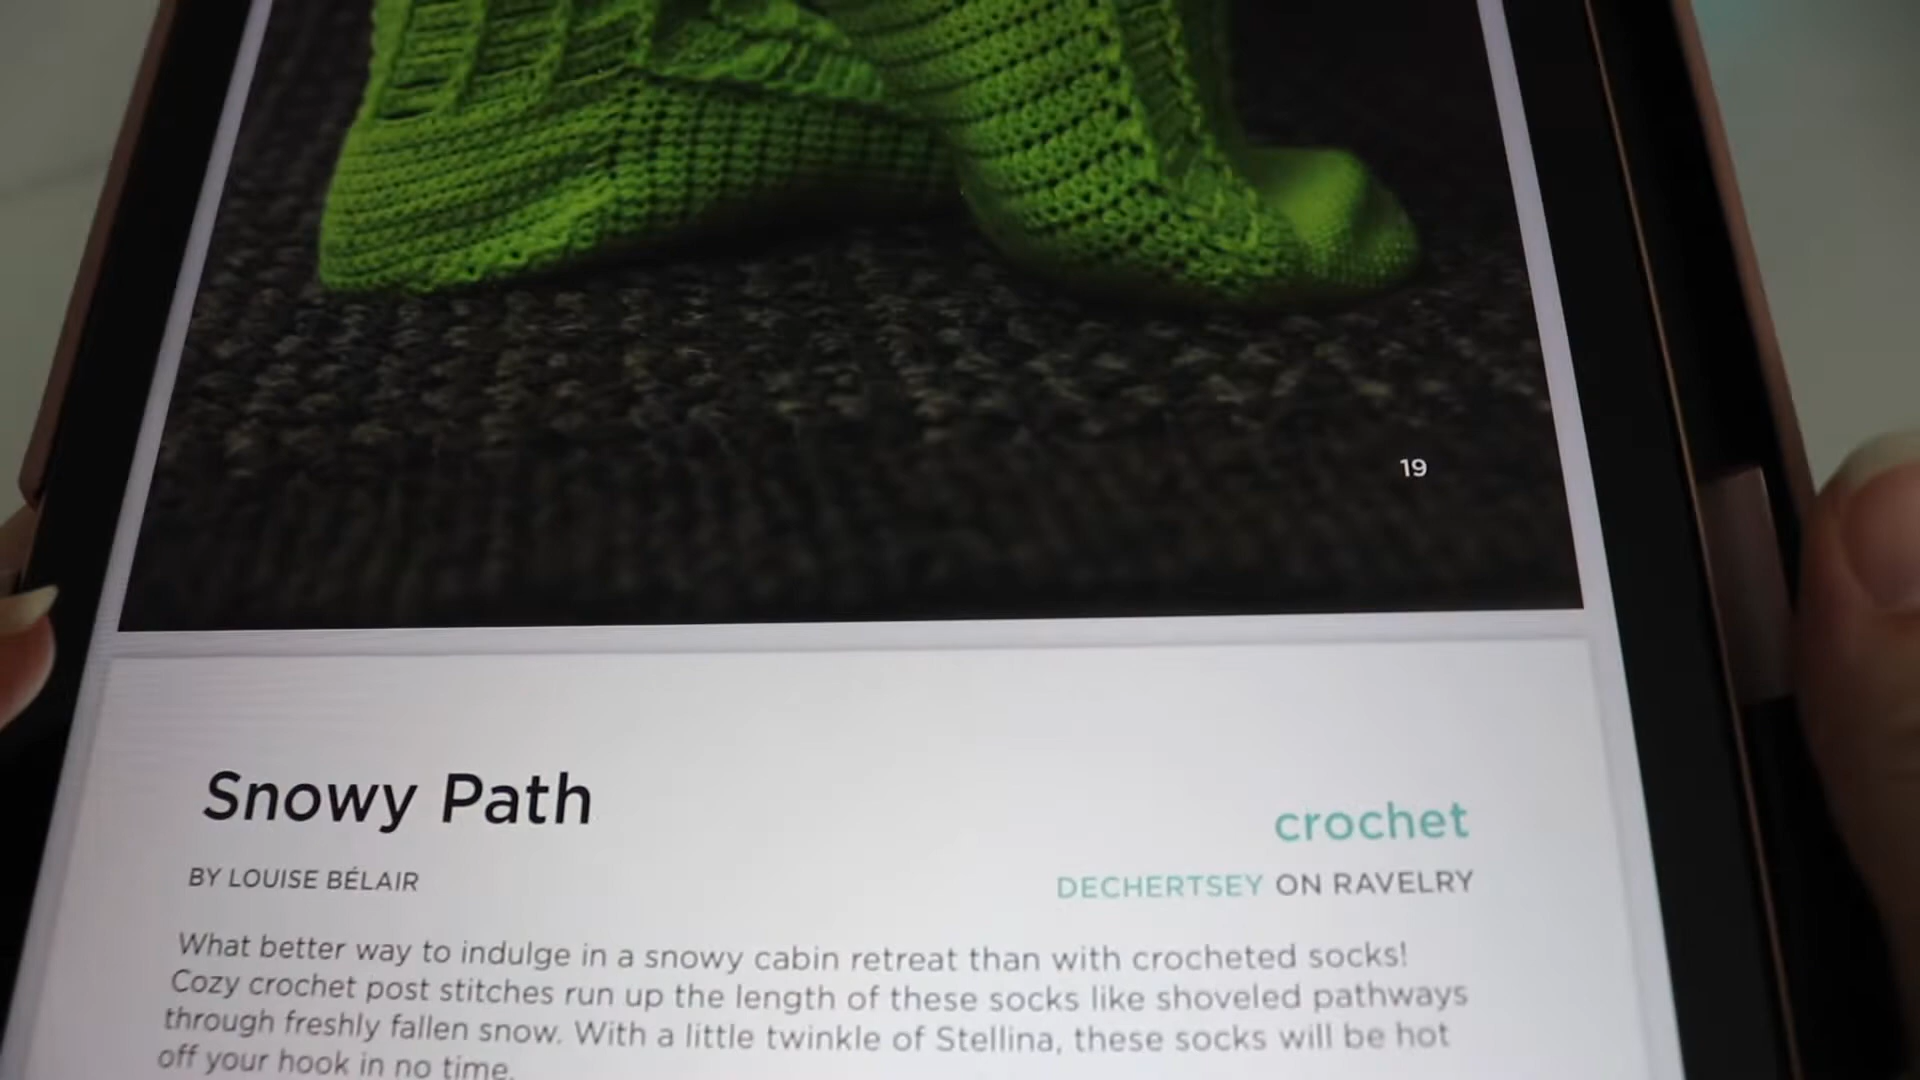 19
Snowy Path
crochet
BY LOUISE BÉLAIR
DECHERTSEY ON RAVELRY
What better way to indulge in a snowy cabin retreat than with crocheted socks!
Cozy crochet post stitches run up the length of these socks like shoveled pathways
through freshly fallen snow. With a little twinkle of Stellina, these socks will be hot
off your hook in no time.